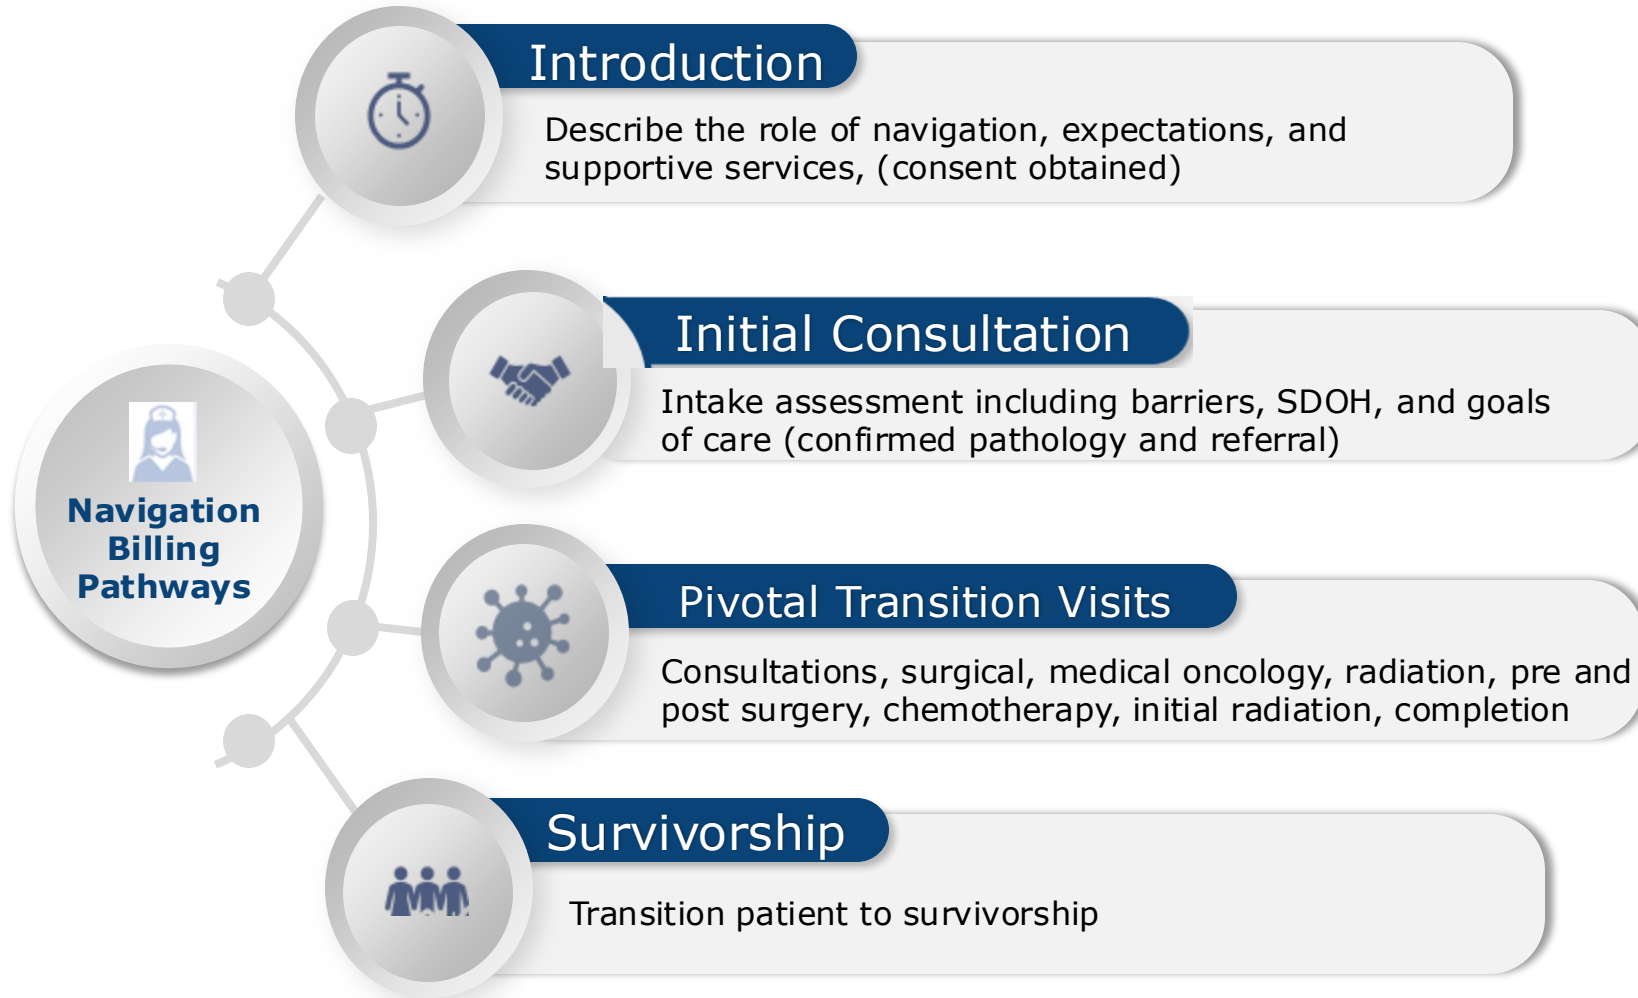 Introduction
Describe the role of navigation, expectations, and
supportive services, (consent obtained)
Initial Consultation
Intake assessment including barriers, SDOH, and goals
of care (confirmed pathology and referral)
Navigation
Billing
Pathways
Pivotal Transition Visits
Consultations, surgical, medical oncology, radiation, pre and
post surgery, chemotherapy, initial radiation, completion
Survivorship
Transition patient to survivorship